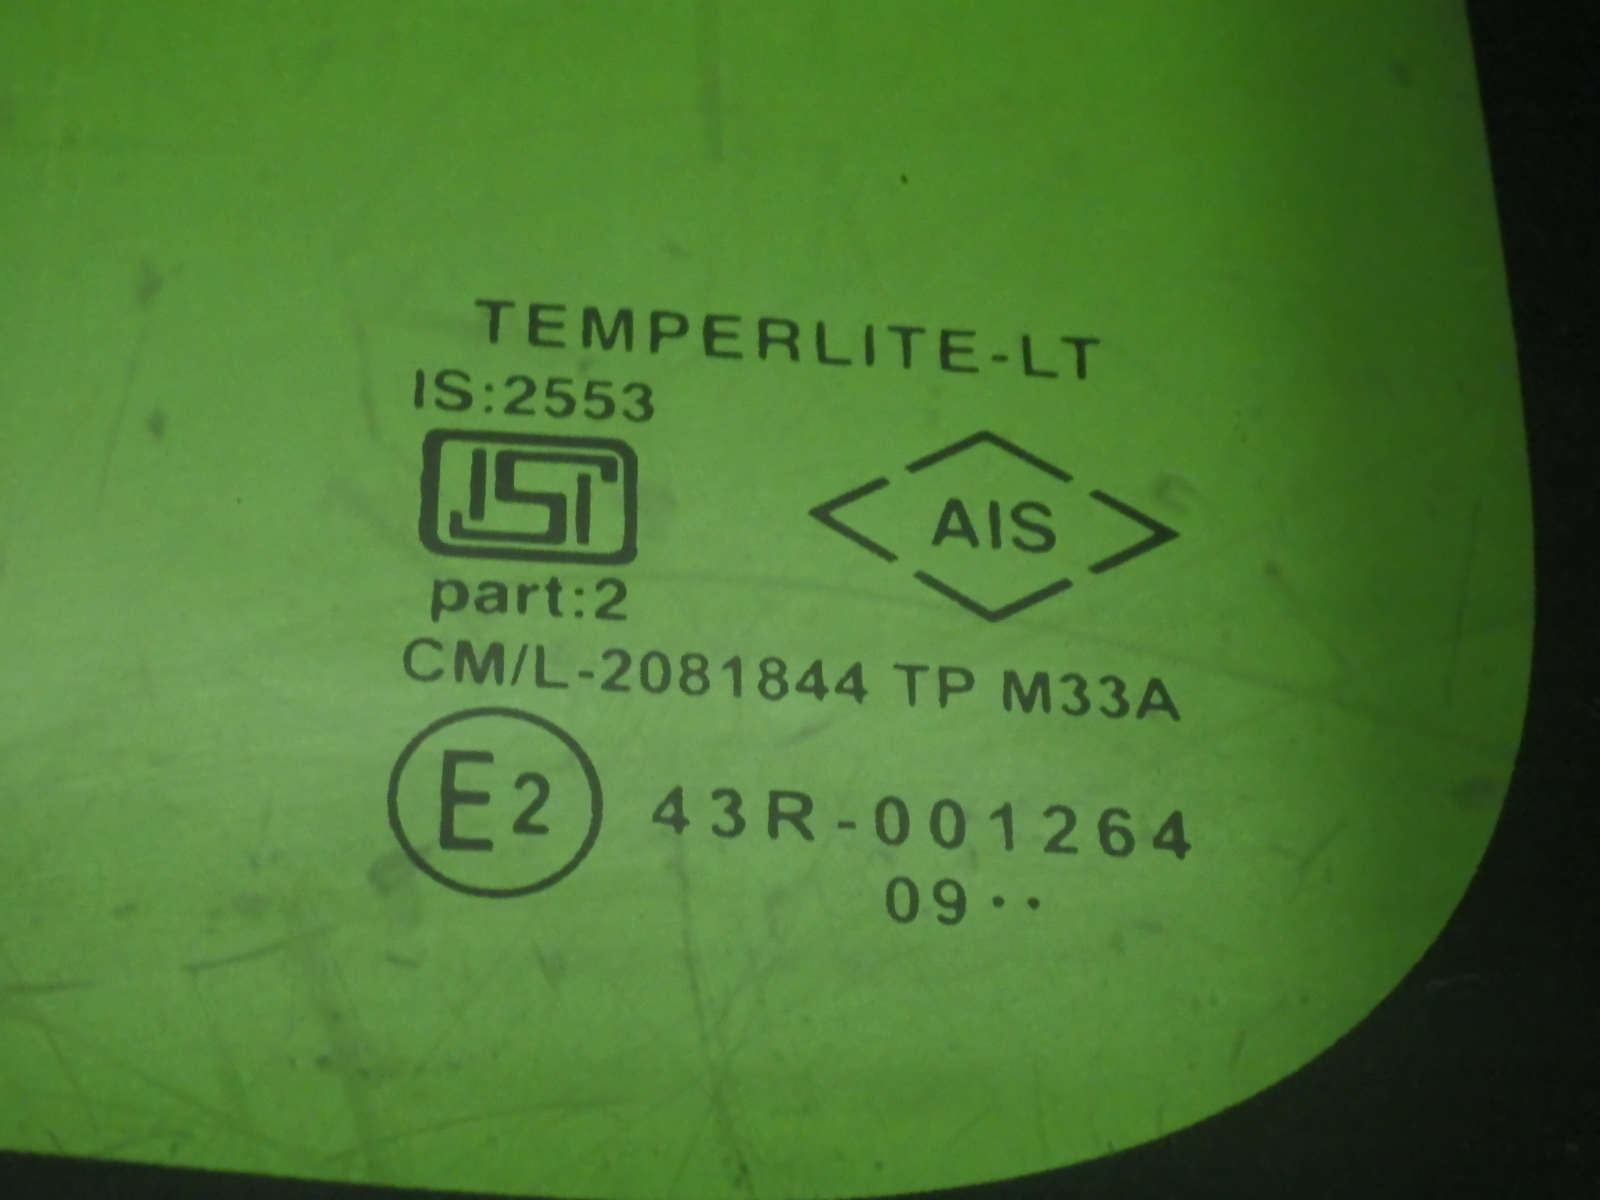 TEMPERLITE-LT
IS:2553
ISI
AIS
part:2
CM/L-2081844 TP M33A
E2 43R-001264
09··